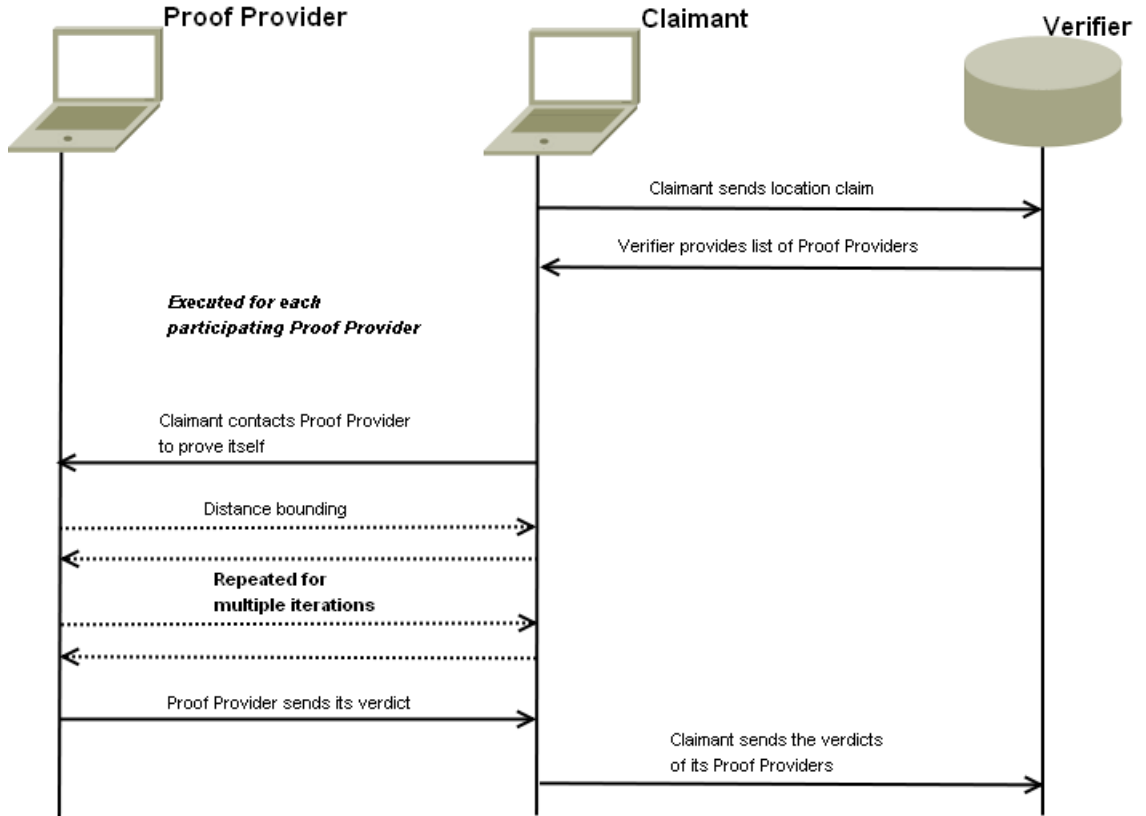 Proof Provider
Claimant
Verifier
Claimant sends location claim
Verifier provides list of Proof Providers
Executed for each
participating Proof Provider
Claimant contacts Proof Provider
to prove itself
Distance bounding
Repeated for
multiple iterations
Proof Provider sends its verdict
Claimant sends the verdicts
of its Proof Providers